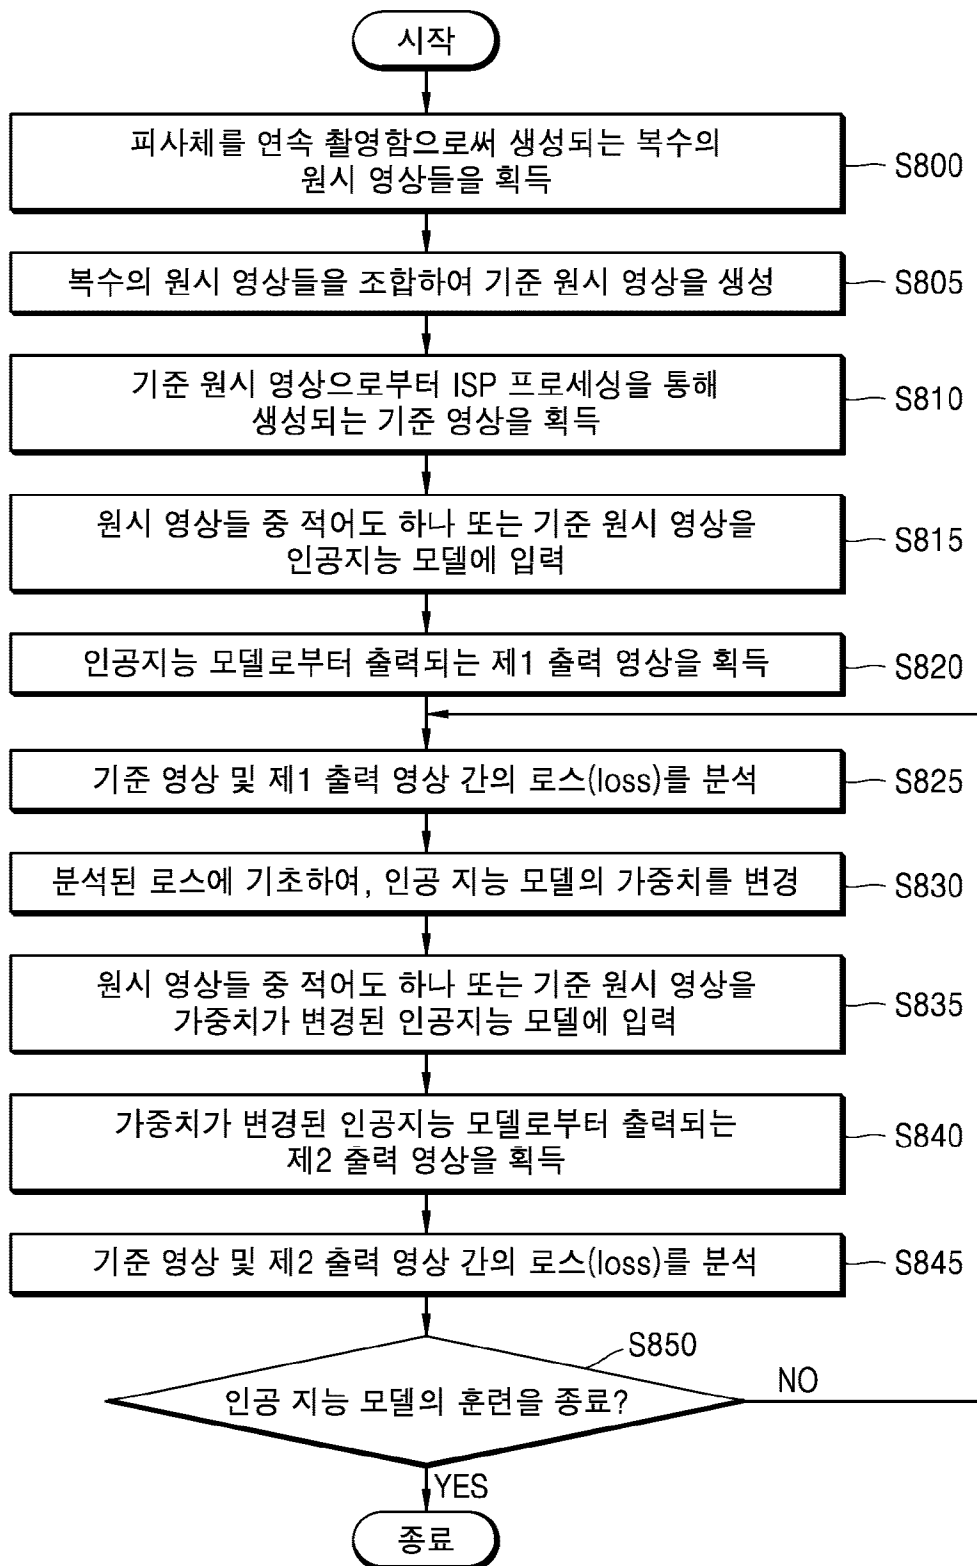 시작
피사체를 연속 촬영함으로써 생성되는 복수의
원시 영상들을 획득
S800
복수의 원시 영상들을 조합하여 기준 원시 영상을 생성
S805
기준 원시 영상으로부터 ISP 프로세싱을 통해
생성되는 기준 영상을 획득
S810
원시 영상들 중 적어도 하나 또는 기준 원시 영상을
인공지능 모델에 입력
S815
인공지능 모델로부터 출력되는 제1 출력 영상을 획득
S820
기준 영상 및 제1 출력 영상 간의 로스(loss)를 분석
S825
분석된 로스에 기초하여, 인공 지능 모델의 가중치를 변경
S830
원시 영상들 중 적어도 하나 또는 기준 원시 영상을
가중치가 변경된 인공지능 모델에 입력
S835
가중치가 변경된 인공지능 모델로부터 출력되는
제2 출력 영상을 획득
S840
기준 영상 및 제2 출력 영상 간의 로스(loss)를 분석
S845
S850
인공 지능 모델의 훈련을 종료?
NO
YES
종료